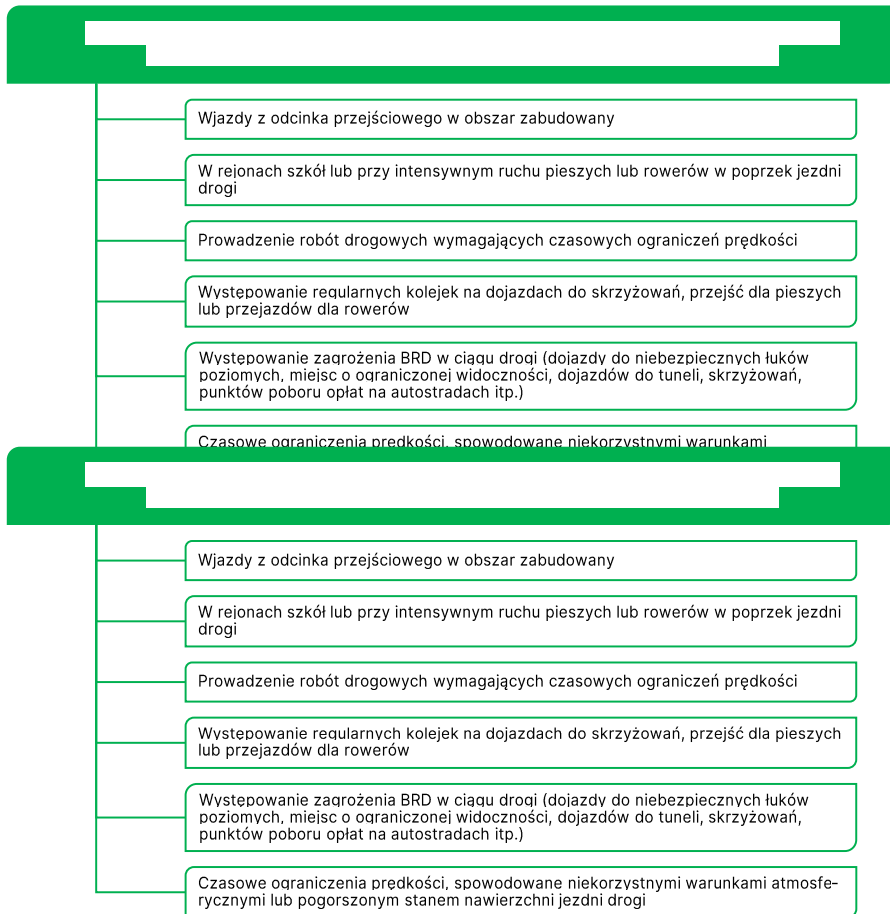 Wjazdy z odcinka przejściowego w obszar zabudowany
W rejonach szkół lub przy intensywnym ruchu pieszych lub rowerów w poprzek jezdni
drogi
Prowadzenie robót drogowych wymagających czasowych ograniczeń prędkości
Występowanie regularnych kolejek na dojazdach do skrzyżowań, przejść dla pieszych
lub przejazdów dla rowerów
Występowanie zagrożenia BRD w ciągu drogi (dojazdy do niebezpiecznych łuków
poziomych, miejsc o ograniczonej widoczności, dojazdów do tuneli, skrzyżowań,
punktów poboru opłat na autostradach itp.)
Czasowe ograniczenia prędkości, spowodowane niekorzystnymi warunkami
Wjazdy z odcinka przejściowego w obszar zabudowany
W rejonach szkół lub przy intensywnym ruchu pieszych lub rowerów w poprzek jezdni
drogi
Prowadzenie robót drogowych wymagających czasowych ograniczeń prędkości
Występowanie regularnych kolejek na dojazdach do skrzyżowań, przejść dla pieszych
lub przejazdów dla rowerów
Występowanie zagrożenia BRD w ciągu drogi (dojazdy do niebezpiecznych łuków
poziomych, miejsc o ograniczonej widoczności, dojazdów do tuneli, skrzyżowań,
punktów poboru opłat na autostradach itp.)
Czasowe ograniczenia prędkości, spowodowane niekorzystnymi warunkami atmosfe-
rycznymi lub pogorszonym stanem nawierzchni jezdni drogi